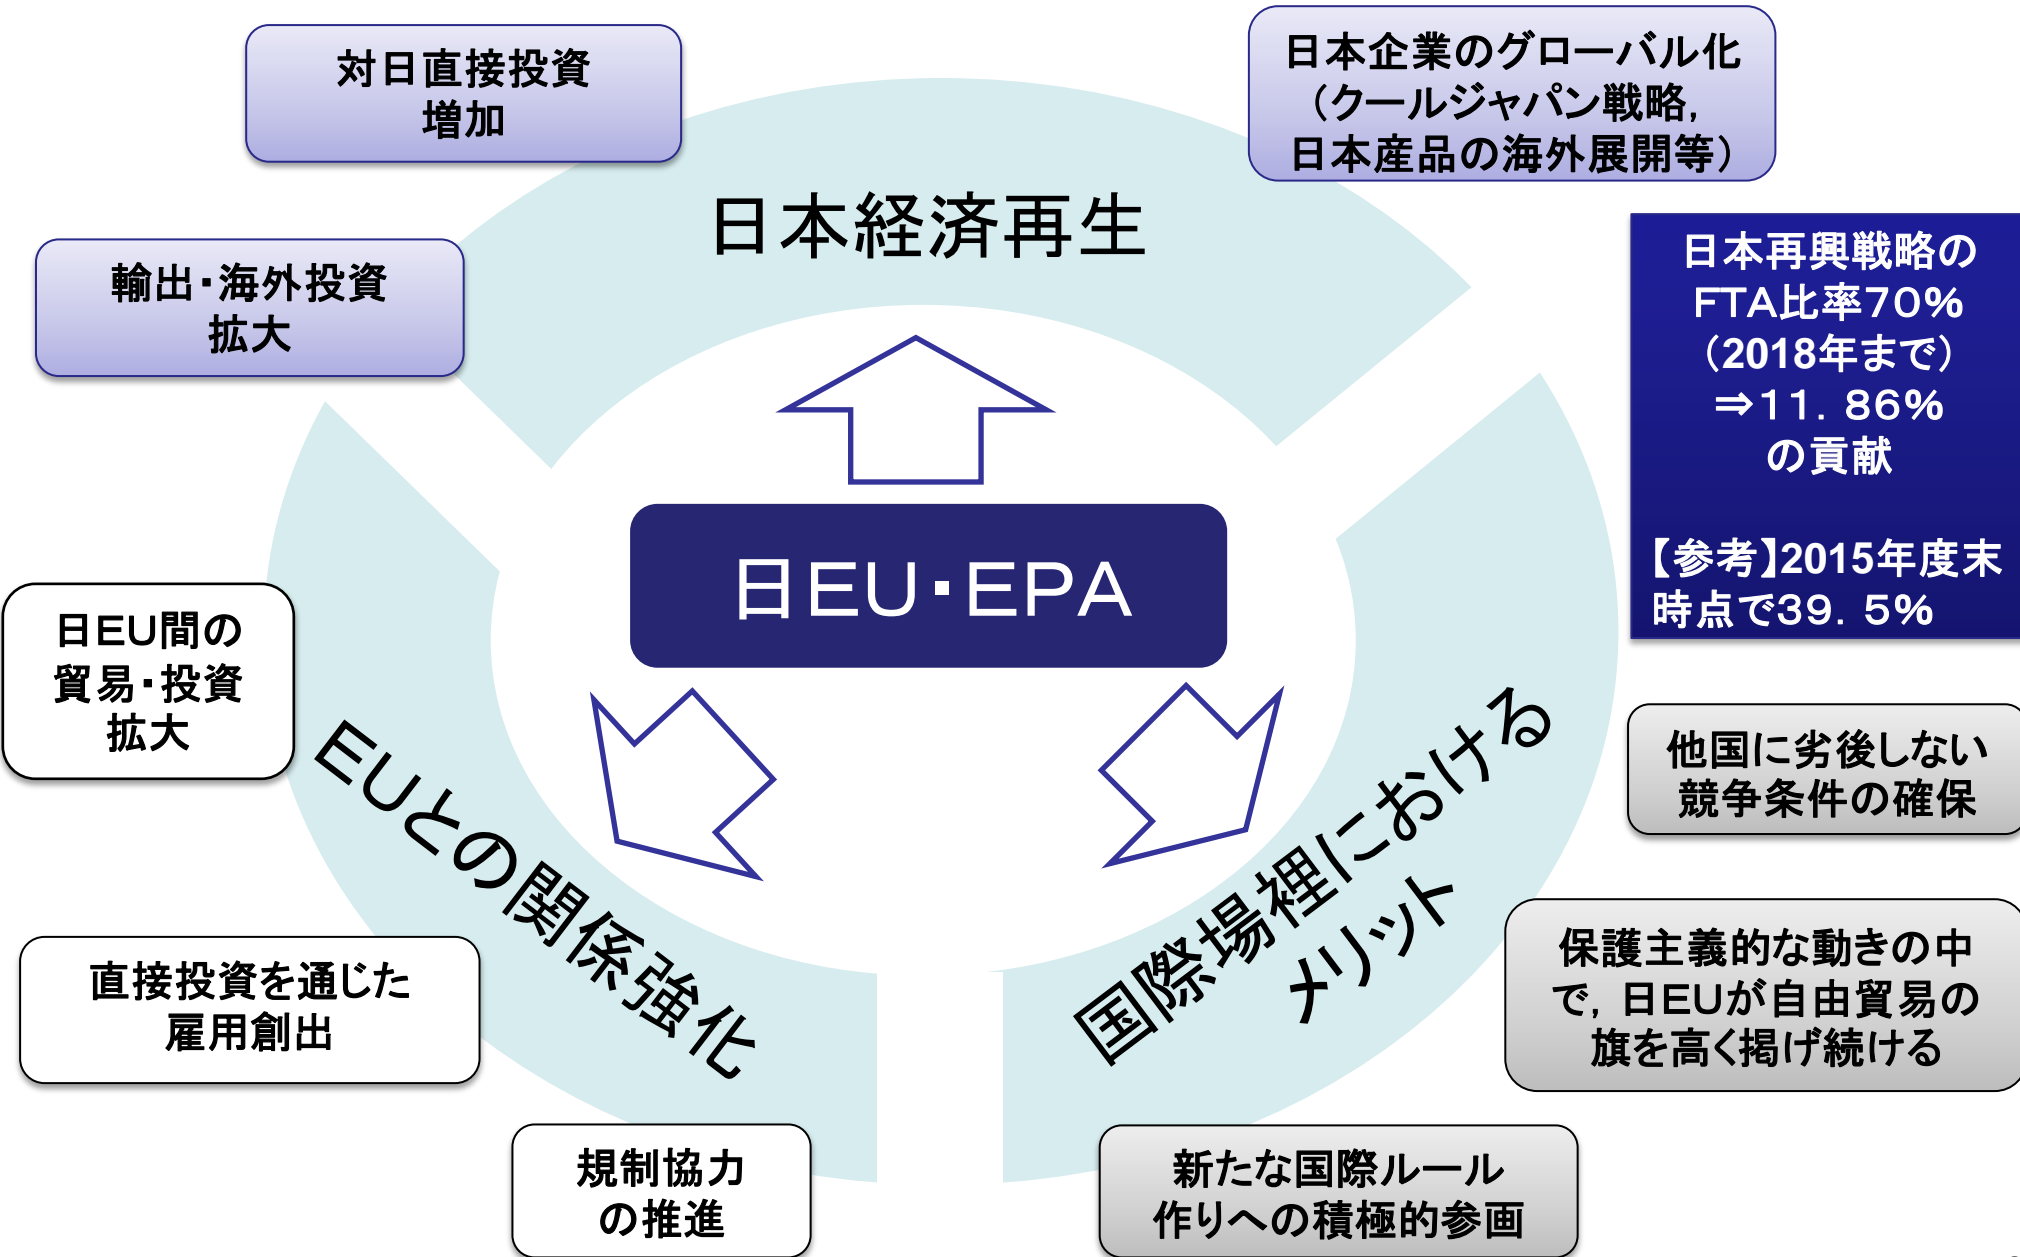 対日直接投資
増加
日本企業のグローバル化
（クールジャパン戦略，
日本産品の海外展開等）
日本経済再生
輸出・海外投資
拡大
日本再興戦略の
ＦＴＡ比率７０％
（2018年まで）
⇒１１．８６％
の貢献
【参考】2015年度末
時点で３９．５％
日ＥＵ・ＥＰＡ
日ＥＵ間の
貿易・投資
拡大
ＥＵとの関係強化
国際場裡における
メリット
他国に劣後しない
競争条件の確保
直接投資を通じた
雇用創出
保護主義的な動きの中
で，日ＥＵが自由貿易の
旗を高く掲げ続ける
規制協力
の推進
新たな国際ルール
作りへの積極的参画